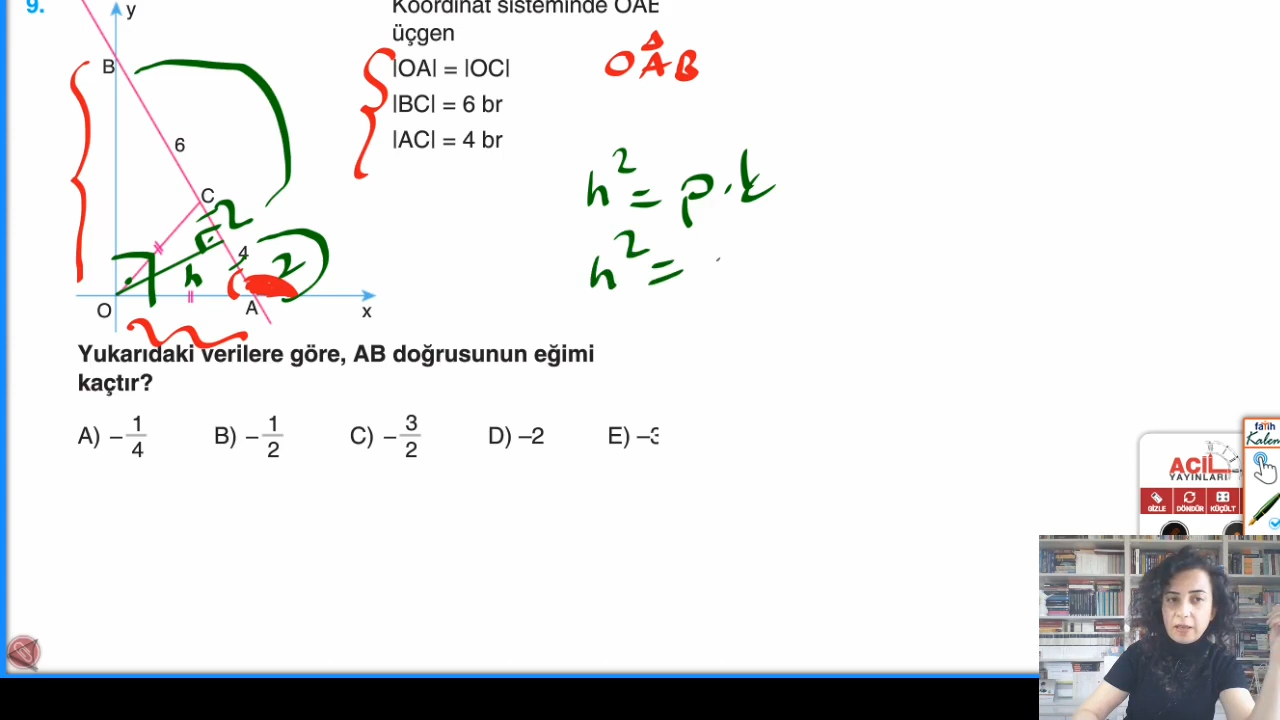 9.
Koordinat sisteminde OAE
üçgen
|OA| = |OC|
|BC| = 6 br
|AC| = 4 br
OAB
y
B
6
C
2
4
2
h
O
A
x
h² = p.k
h² =
Yukarıdaki verilere göre, AB doğrusunun eğimi
kaçtır?
A) –1/4 B) –1/2 C) –3/2 D) –2 E) –3
fatih
Kalem
ACİL
YAYINLARI
GİZLE DÖNDÜR KÜÇÜLT